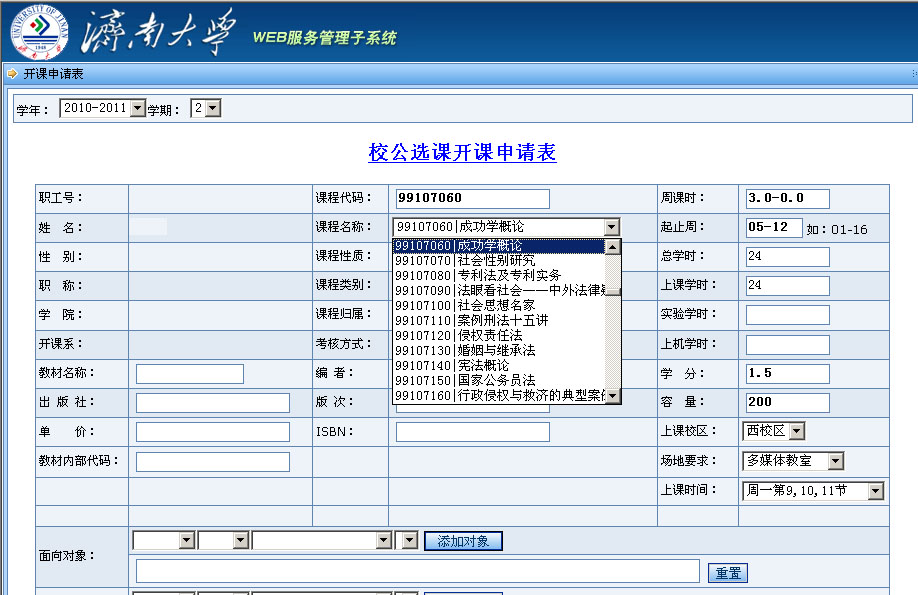 UNIVERSITY OF JINAN
1948
濟南大学 WEB服务管理子系统
开课申请表
学年： 2010-2011 学期： 2
校公选课开课申请表
职工号： 课程代码： 99107060 周课时： 3.0-0.0
姓 名： 课程名称： 99107060|成功学概论 起止周： 05-12 如：01-16
99107060|成功学概论
性 别： 课程性质： 99107070|社会性别研究 总学时： 24
99107080|专利法及专利实务
职 称： 课程类别： 99107090|法眼看社会——中外法律 上课学时： 24
99107100|社会思想名家
学 院： 课程归属： 99107110|案例刑法十五讲 实验学时：
99107120|侵权责任法
开课系： 考核方式： 99107130|婚姻与继承法 上机学时：
99107140|宪法概论
教材名称： 编 者： 99107150|国家公务员法 学 分： 1.5
99107160|行政侵权与救济的典型案
出 版 社： 版 次： 容 量： 200
单 价： ISBN： 上课校区： 西校区
教材内部代码： 场地要求： 多媒体教室
上课时间： 周一第9,10,11节
面向对象： 添加对象
重置